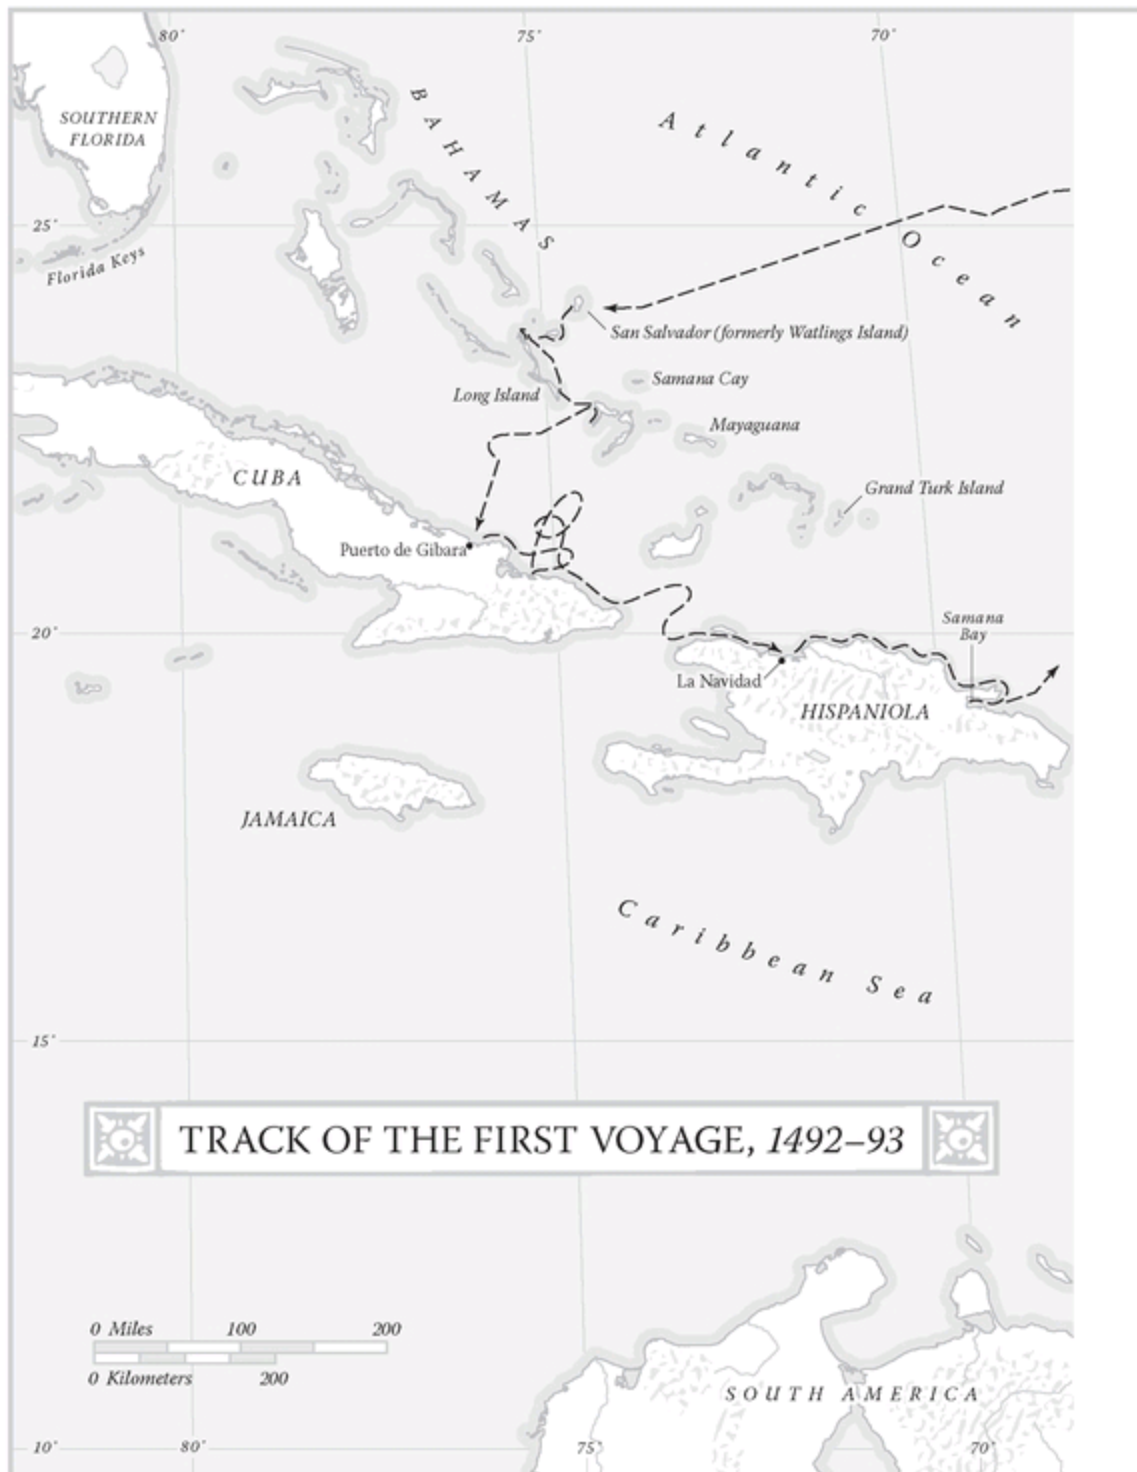 80°
75°
70°
SOUTHERN
FLORIDA
BAHAMAS
Atlantic
Ocean
25°
Florida Keys
San Salvador (formerly Watlings Island)
Samana Cay
Long Island
Mayaguana
CUBA
Grand Turk Island
Puerto de Gibara
20°
Samana
Bay
La Navidad
HISPANIOLA
JAMAICA
Caribbean Sea
15°
TRACK OF THE FIRST VOYAGE, 1492–93
0 Miles 100 200
0 Kilometers 200
SOUTH AMERICA
10°
80°
75°
70°